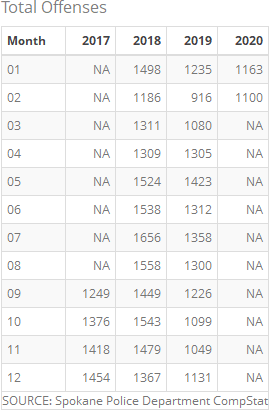 Total Offenses
Month 2017 2018 2019 2020
01 NA 1498 1235 1163
02 NA 1186 916 1100
03 NA 1311 1080 NA
04 NA 1309 1305 NA
05 NA 1524 1423 NA
06 NA 1538 1312 NA
07 NA 1656 1358 NA
08 NA 1558 1300 NA
09 1249 1449 1226 NA
10 1376 1543 1099 NA
11 1418 1479 1049 NA
12 1454 1367 1131 NA
SOURCE: Spokane Police Department CompStat